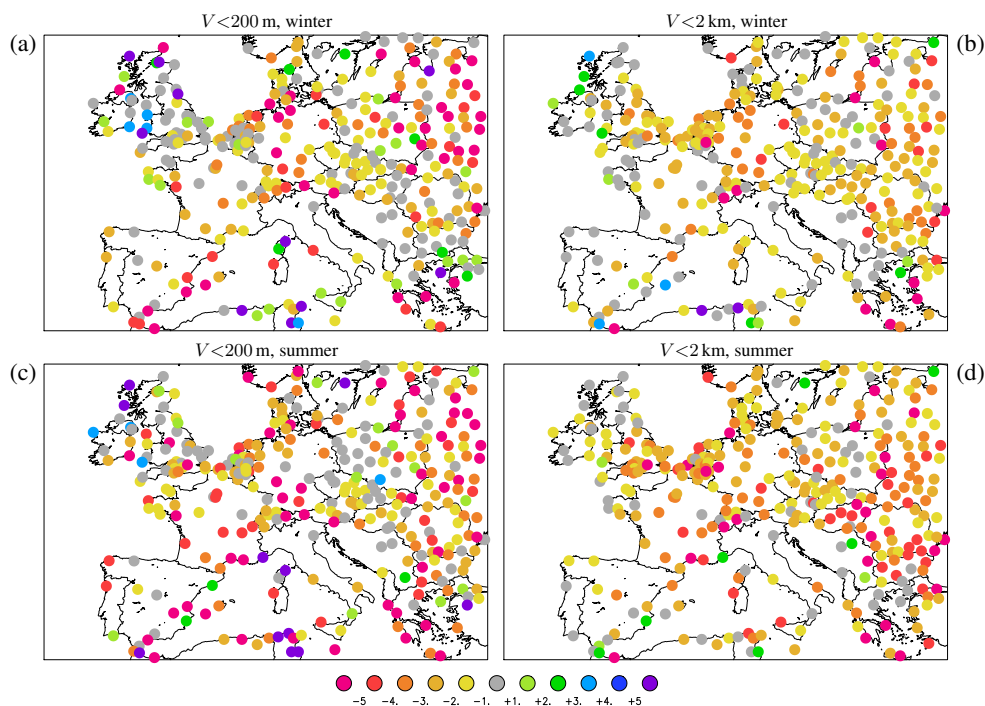 V<200 m, winter
V<2 km, winter
(a)
(b)
V<200 m, summer
V<2 km, summer
(c)
(d)
-5 -4. -3. -2. -1. +1. +2. +3. +4. +5